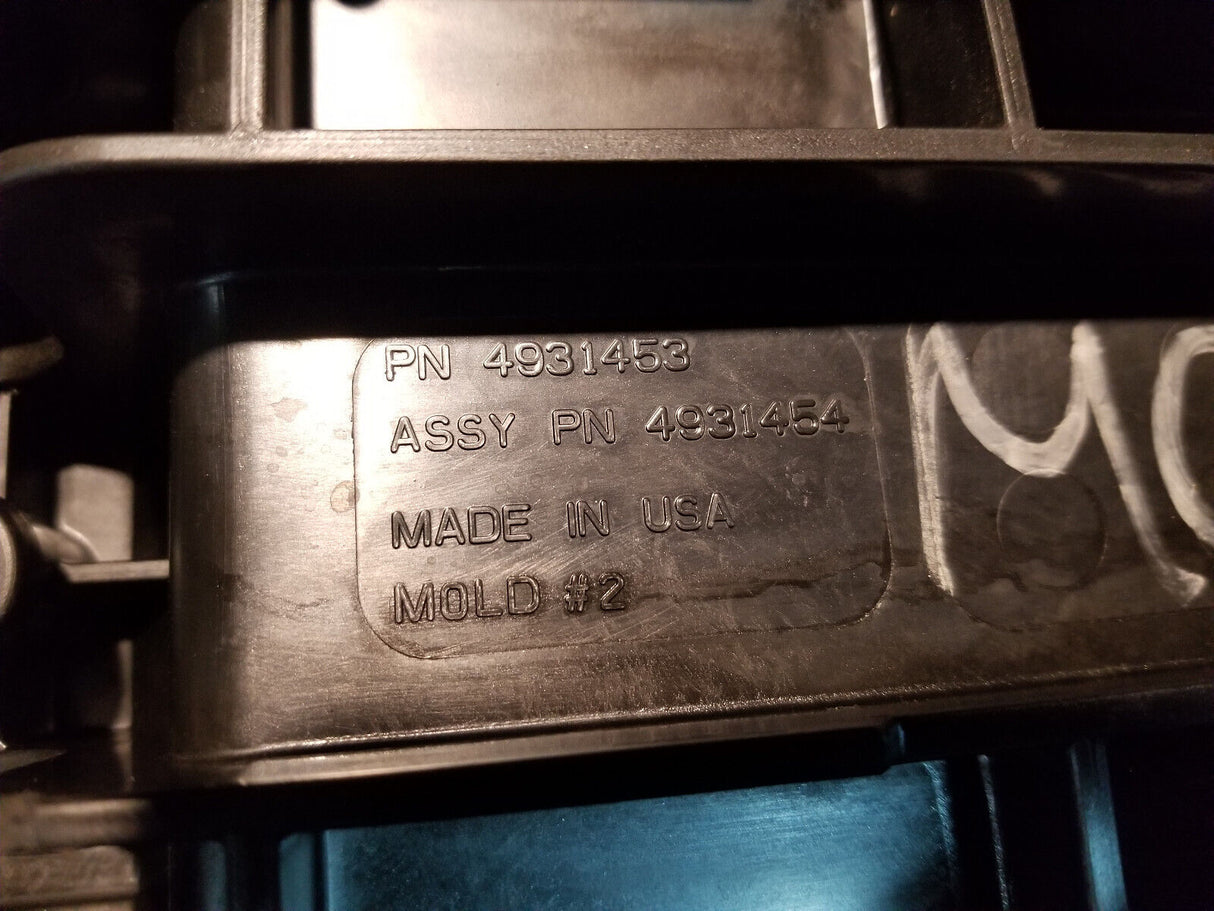 PN 4931453
ASSY PN 4931454
MADE IN USA
MOLD #2